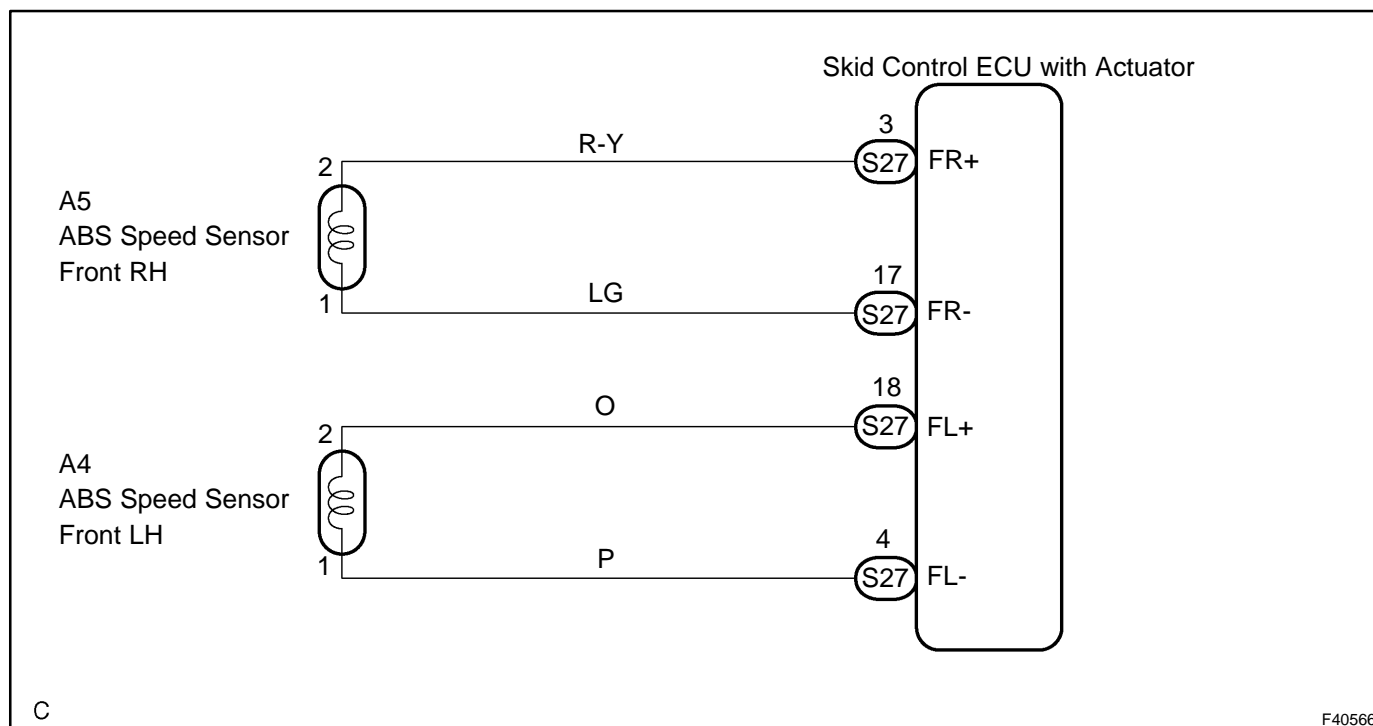 Skid Control ECU with Actuator
3
R-Y
2
S27
FR+
A5
ABS Speed Sensor
Front RH
17
LG
1
S27
FR-
18
O
2
S27
FL+
A4
ABS Speed Sensor
Front LH
4
P
1
S27
FL-
C
F40566